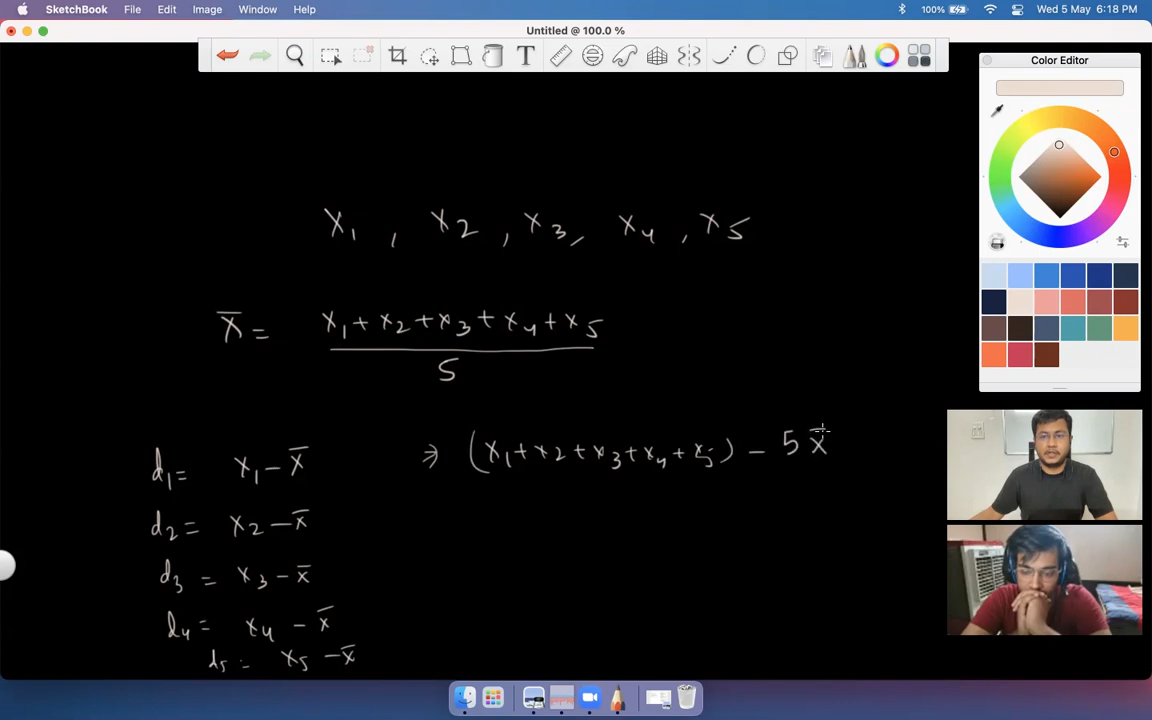 SketchBook File Edit Image Window Help 100% Wed 5 May 6:18 PM
Untitled @ 100.0 %
Color Editor
x₁ , x₂ , x₃, x₄ , x₅
x̅ = x₁ + x₂ + x₃ + x₄ + x₅
5
d₁ = x₁ - x̅ ⇒ (x₁ + x₂ + x₃ + x₄ + x₅) - 5 x̅
d₂ = x₂ - x̅
d₃ = x₃ - x̅
d₄ = x₄ - x̅
d₅ = x₅ - x̅